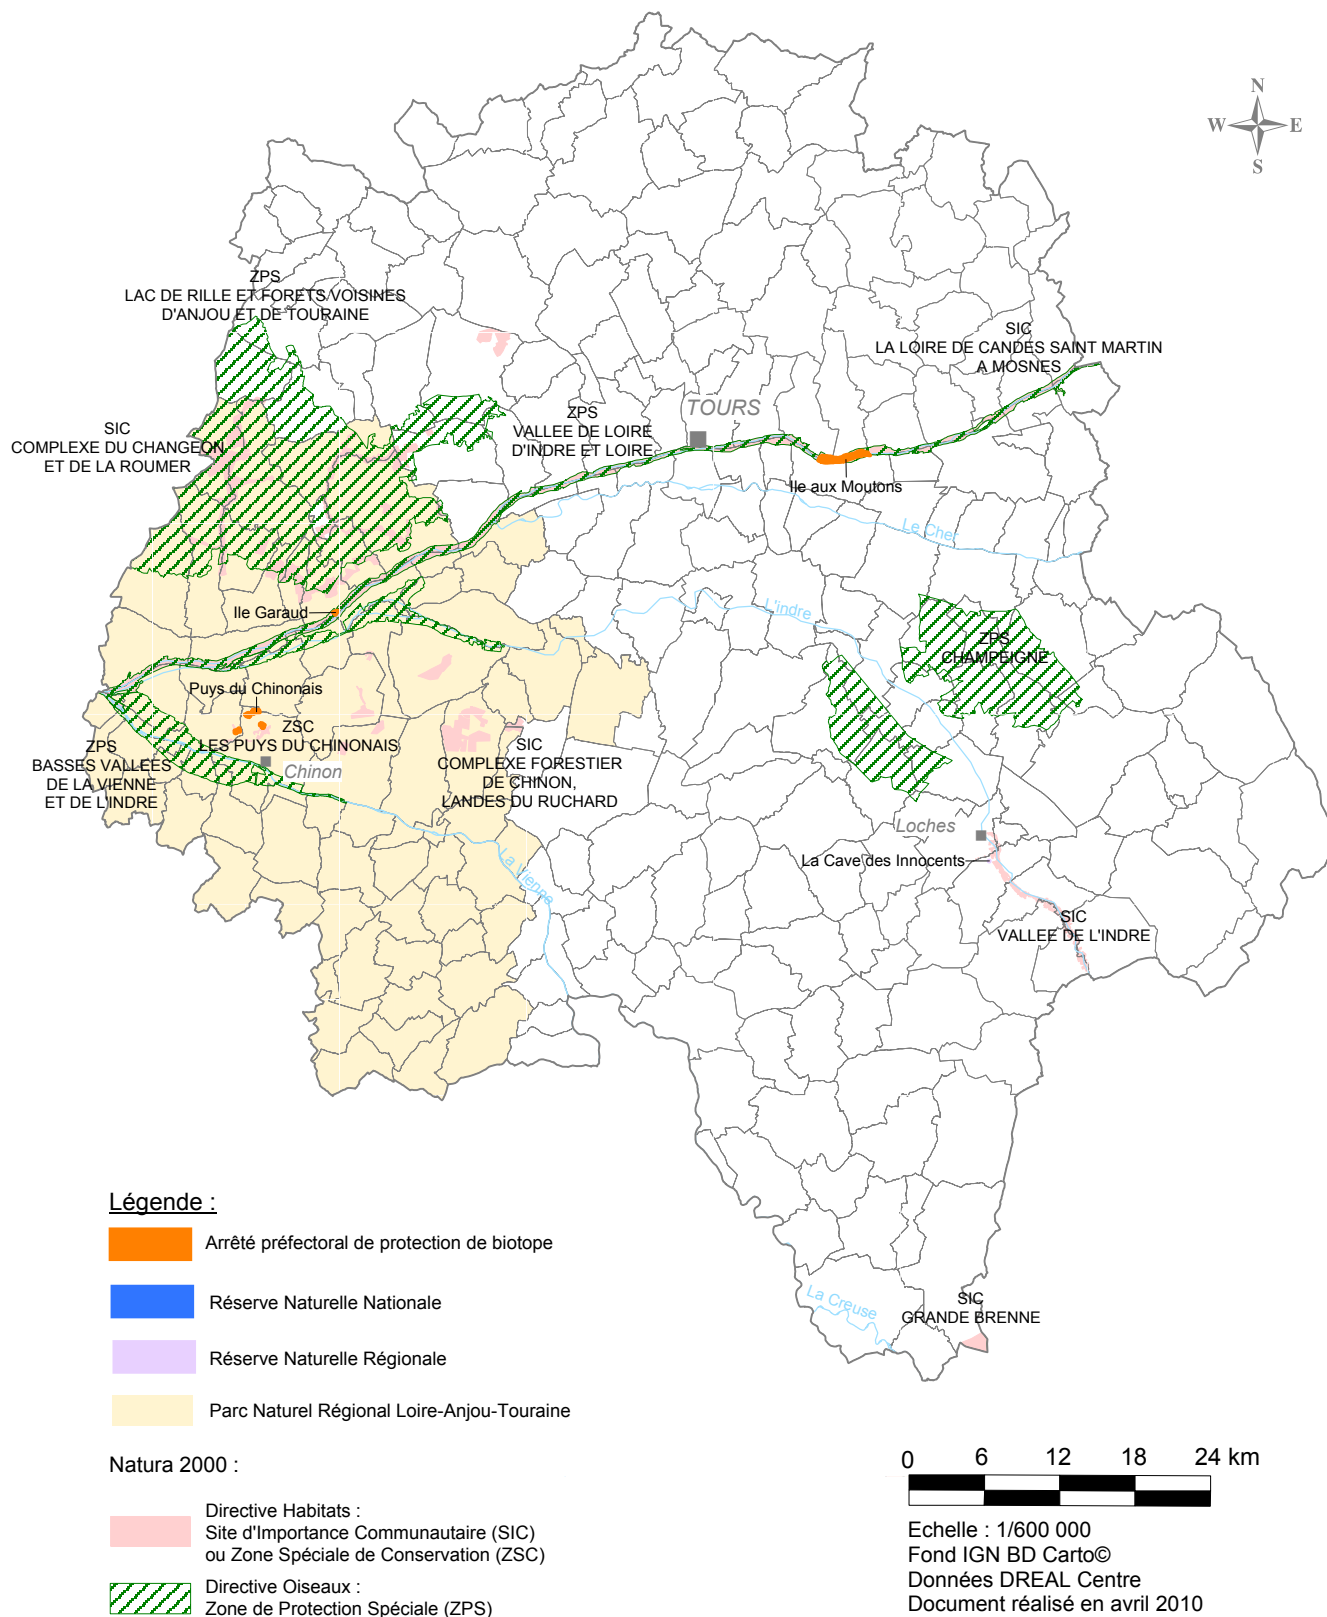 N
W
E
S
ZPS
LAC DE RILLE ET FORETS VOISINES
D'ANJOU ET DE TOURAINE
SIC
LA LOIRE DE CANDES SAINT MARTIN
A MOSNES
TOURS
ZPS
VALLEE DE LOIRE
D'INDRE ET LOIRE
SIC
COMPLEXE DU CHANGEON
ET DE LA ROUMER
Ile aux Moutons
Le Cher
Ile Garaud
L'indre
ZPS
CHAMPEIGNE
Puys du Chinonais
ZSC
LES PUYS DU CHINONAIS
ZPS
BASSES VALLEES
DE LA VIENNE
ET DE L'INDRE
Chinon
SIC
COMPLEXE FORESTIER
DE CHINON,
LANDES DU RUCHARD
Loches
La Cave des Innocents
La Vienne
SIC
VALLEE DE L'INDRE
La Creuse
SIC
GRANDE BRENNE
Légende :
Arrêté préfectoral de protection de biotope
Réserve Naturelle Nationale
Réserve Naturelle Régionale
Parc Naturel Régional Loire-Anjou-Touraine
Natura 2000 :
Directive Habitats :
Site d'Importance Communautaire (SIC)
ou Zone Spéciale de Conservation (ZSC)
Directive Oiseaux :
Zone de Protection Spéciale (ZPS)
0 6 12 18 24 km
Echelle : 1/600 000
Fond IGN BD Carto©
Données DREAL Centre
Document réalisé en avril 2010